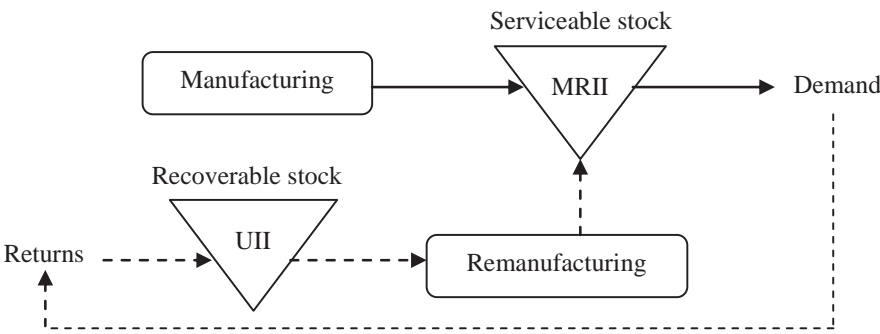 Serviceable stock
Manufacturing
MRII
Demand
Recoverable stock
UII
Returns
Remanufacturing